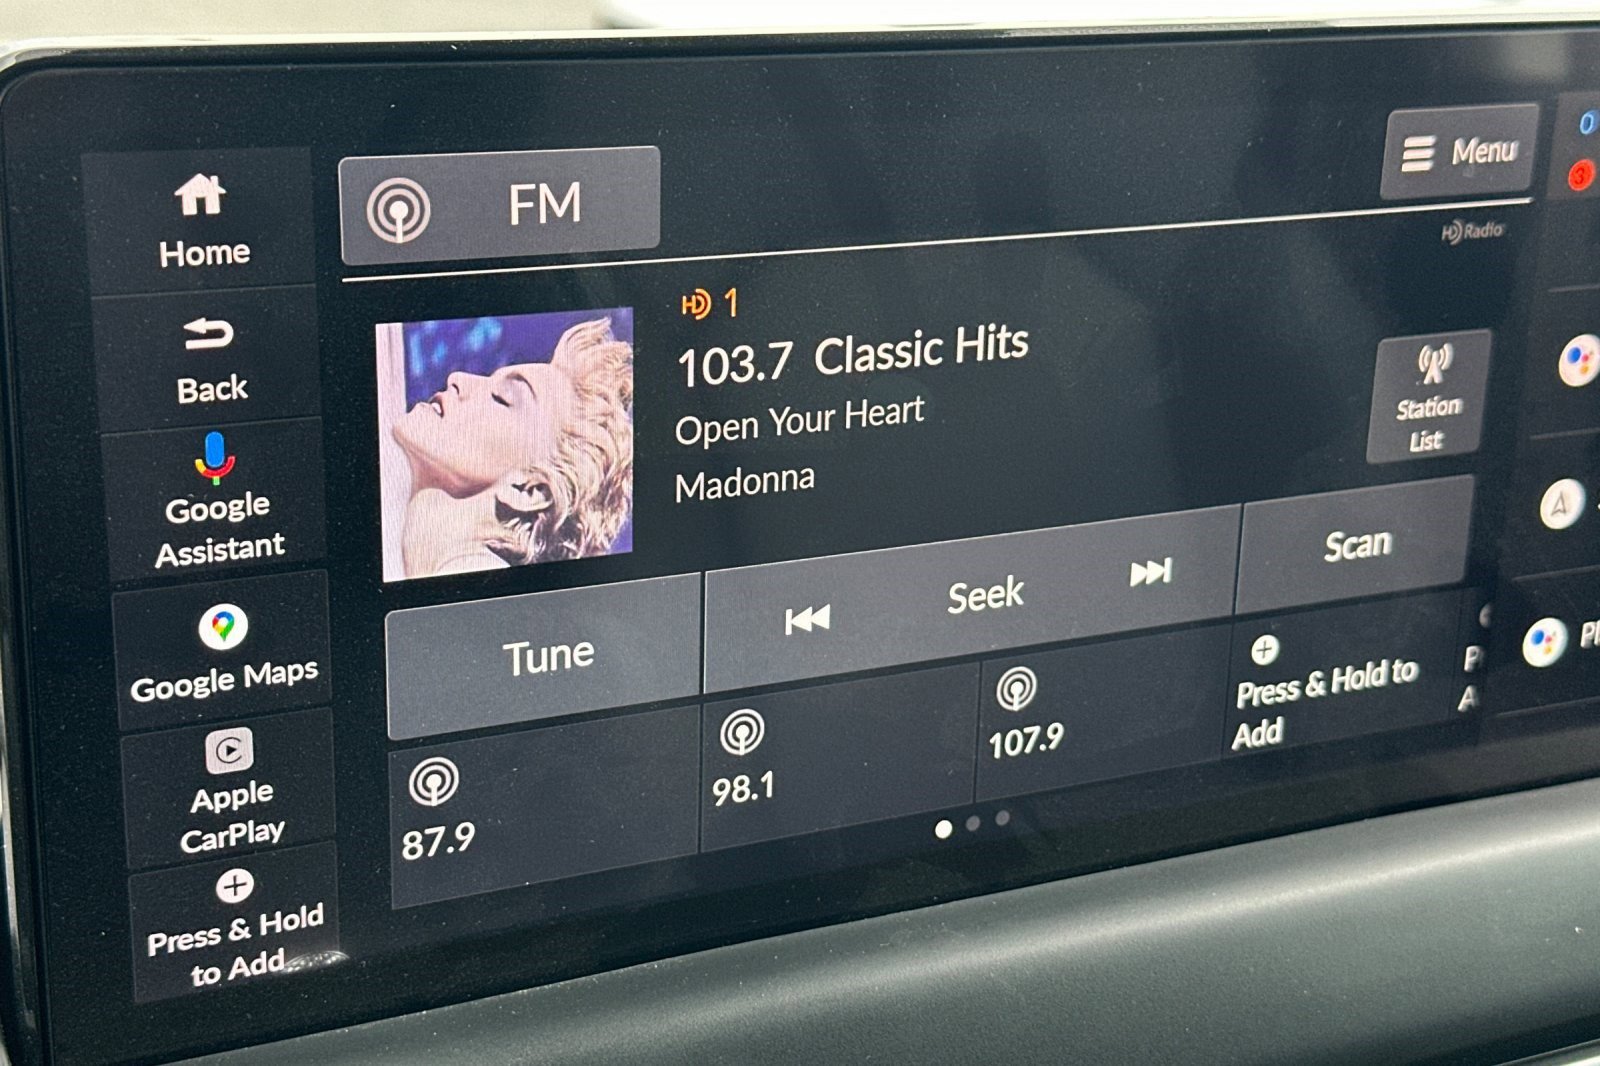 Home
Back
Google
Assistant
Google Maps
Apple
CarPlay
Press & Hold
to Add
FM
Menu
HD Radio
HD 1
103.7 Classic Hits
Open Your Heart
Madonna
Station
List
Tune
Seek
Scan
87.9
98.1
107.9
Press & Hold to
Add
0
3